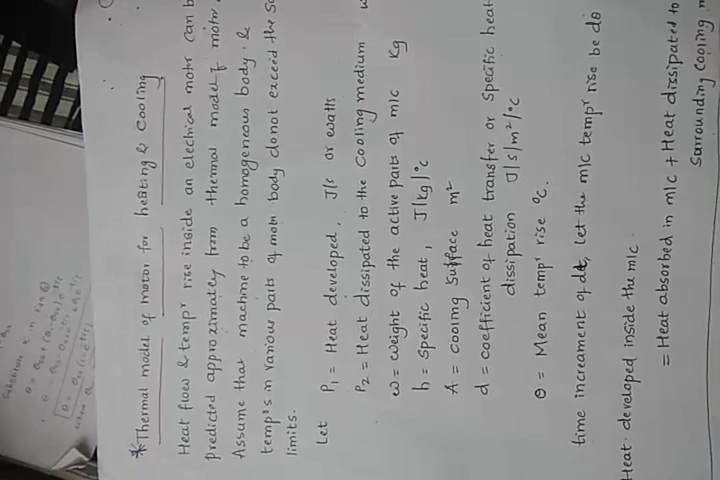 *Thermal model of motor for heating & Cooling
Heat flow & tempr rise inside an electrical motor can b
predicted approximately from thermal model of motor.
Assume that machine to be a homogeneous body. &
tempr's in various parts of motor body do not exceed the sa
limits.
Let
P1 = Heat developed, J/s or watts
P2 = Heat dissipated to the cooling medium w
w = weight of the active parts of m/c Kg
h = specific heat, J/kg/°c
A = cooling surface m²
d = coefficient of heat transfer or specific heat
dissipation J/s/m²/°c
θ = Mean tempr rise °c.
time increament of dt, let the m/c tempr rise be dθ
Heat developed inside the m/c.
= Heat absorbed in m/c + Heat dissipated to
surrounding cooling m